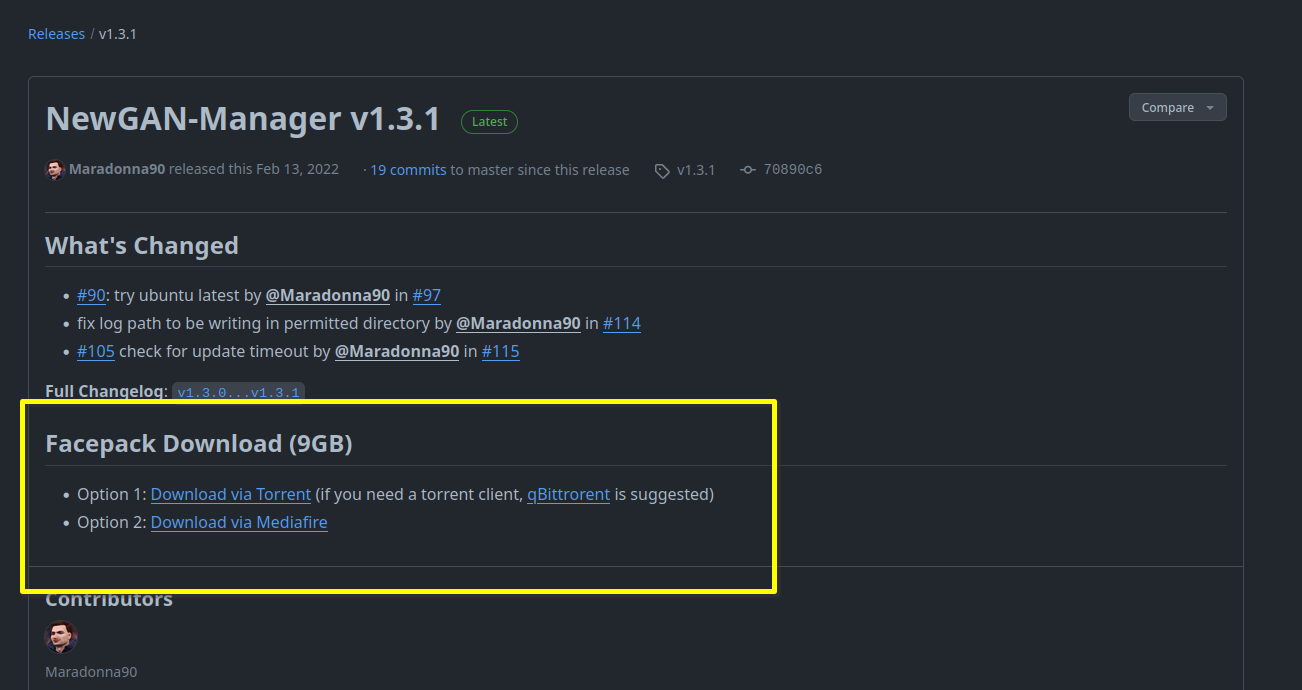 Releases / v1.3.1
NewGAN-Manager v1.3.1 Latest
Compare
Maradonna90 released this Feb 13, 2022 · 19 commits to master since this release v1.3.1 70890c6
What's Changed
• #90: try ubuntu latest by @Maradonna90 in #97
• fix log path to be writing in permitted directory by @Maradonna90 in #114
• #105 check for update timeout by @Maradonna90 in #115
Full Changelog: v1.3.0...v1.3.1
Facepack Download (9GB)
• Option 1: Download via Torrent (if you need a torrent client, qBittrorent is suggested)
• Option 2: Download via Mediafire
Contributors
Maradonna90